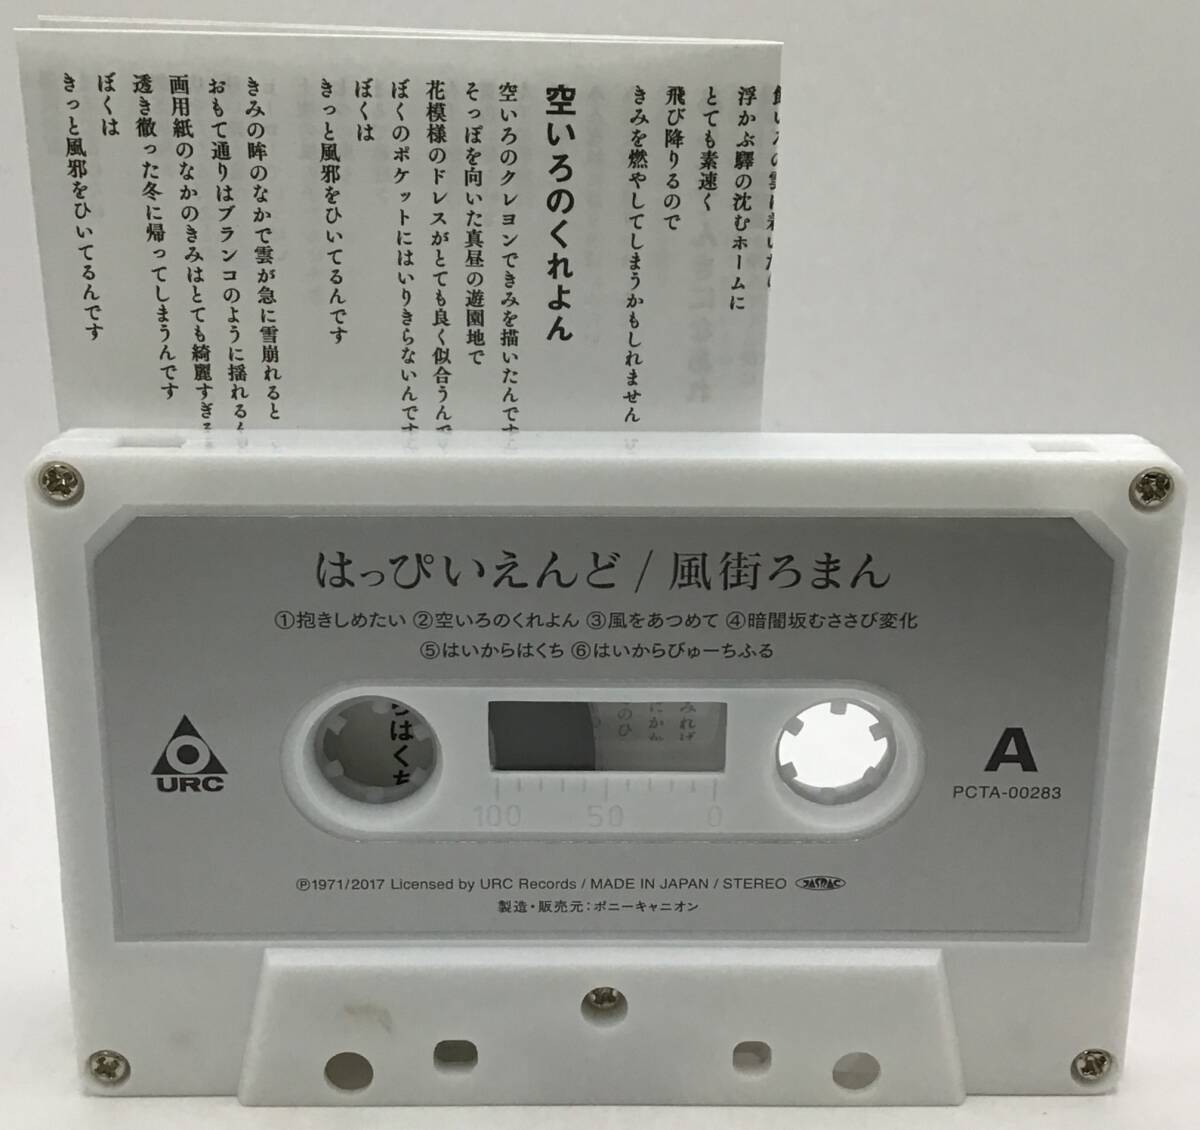 浮かぶ驛の沈むホームに
とても素速く
飛び降りるので
きみを燃やしてしまうかもしれません
空いろのくれよん
空いろのクレヨンできみを描いたんです
そっぽを向いた真昼の遊園地で
花模様のドレスがとても良く似合うんで
ぼくのポケットにはいりきらないんです
ぼくは
きっと風邪をひいてるんです
きみの眸のなかで雲が急に雪崩れると
おもて通りはブランコのように揺れる
画用紙のなかのきみはとても綺麗すぎ
透き徹った冬に帰ってしまうんです
ぼくは
きっと風邪をひいてるんです
はっぴいえんど / 風街ろまん
①抱きしめたい ②空いろのくれよん ③風をあつめて ④暗闇坂むささび変化
⑤はいからはくち ⑥はいからびゅーちふる
URC
らはくち
100 50 0
A
PCTA-00283
℗1971/2017 Licensed by URC Records / MADE IN JAPAN / STEREO JASRAC
製造・販売元：ポニーキャニオン